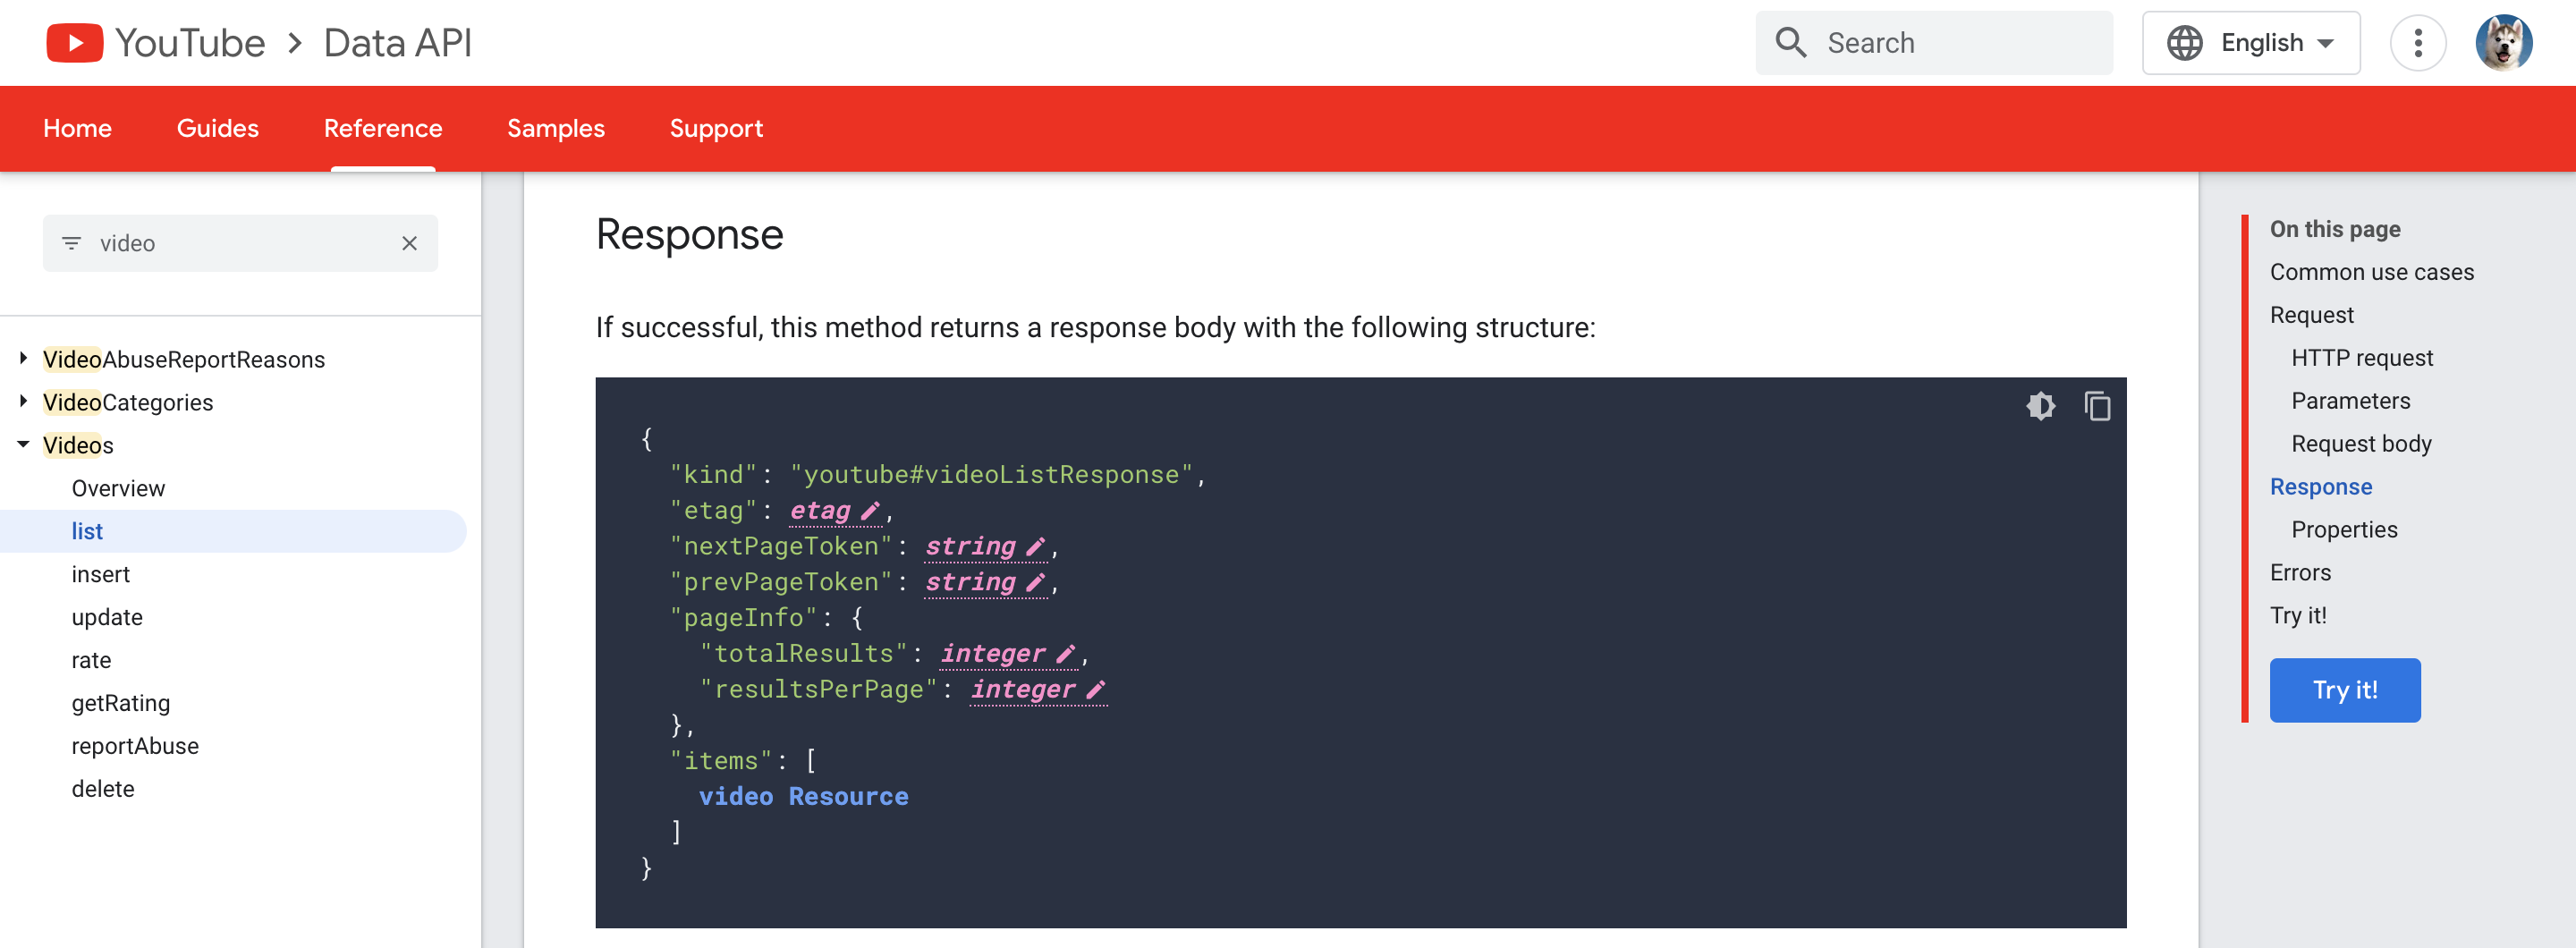 YouTube > Data API
Search
English
Home Guides Reference Samples Support
video
VideoAbuseReportReasons
VideoCategories
Videos
Overview
list
insert
update
rate
getRating
reportAbuse
delete
Response
If successful, this method returns a response body with the following structure:
{
  "kind": "youtube#videoListResponse",
  "etag": etag,
  "nextPageToken": string,
  "prevPageToken": string,
  "pageInfo": {
    "totalResults": integer,
    "resultsPerPage": integer
  },
  "items": [
    video Resource
  ]
}
On this page
Common use cases
Request
HTTP request
Parameters
Request body
Response
Properties
Errors
Try it!
Try it!